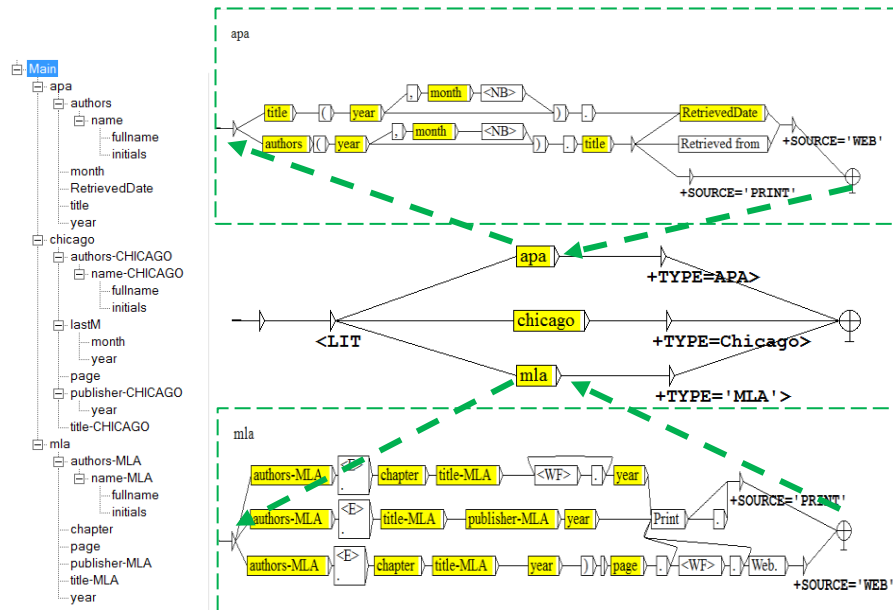 Main
apa
authors
name
fullname
initials
month
RetrievedDate
title
year
chicago
authors-CHICAGO
name-CHICAGO
fullname
initials
lastM
month
year
page
publisher-CHICAGO
year
title-CHICAGO
mla
authors-MLA
name-MLA
fullname
initials
chapter
page
publisher-MLA
title-MLA
year
apa
, month <NB>
title ( year ) . RetrievedDate
, month <NB>
authors ( year ) . title Retrieved from
+SOURCE='WEB'
+SOURCE='PRINT'
apa
+TYPE=APA>
chicago
<LIT
+TYPE=Chicago>
mla
+TYPE='MLA'>
mla
authors-MLA <E> . chapter title-MLA <WF> . year
+SOURCE='PRINT'
authors-MLA <E> . title-MLA publisher-MLA year Print .
authors-MLA <E> . chapter title-MLA year ) page . <WF> . Web.
+SOURCE='WEB'